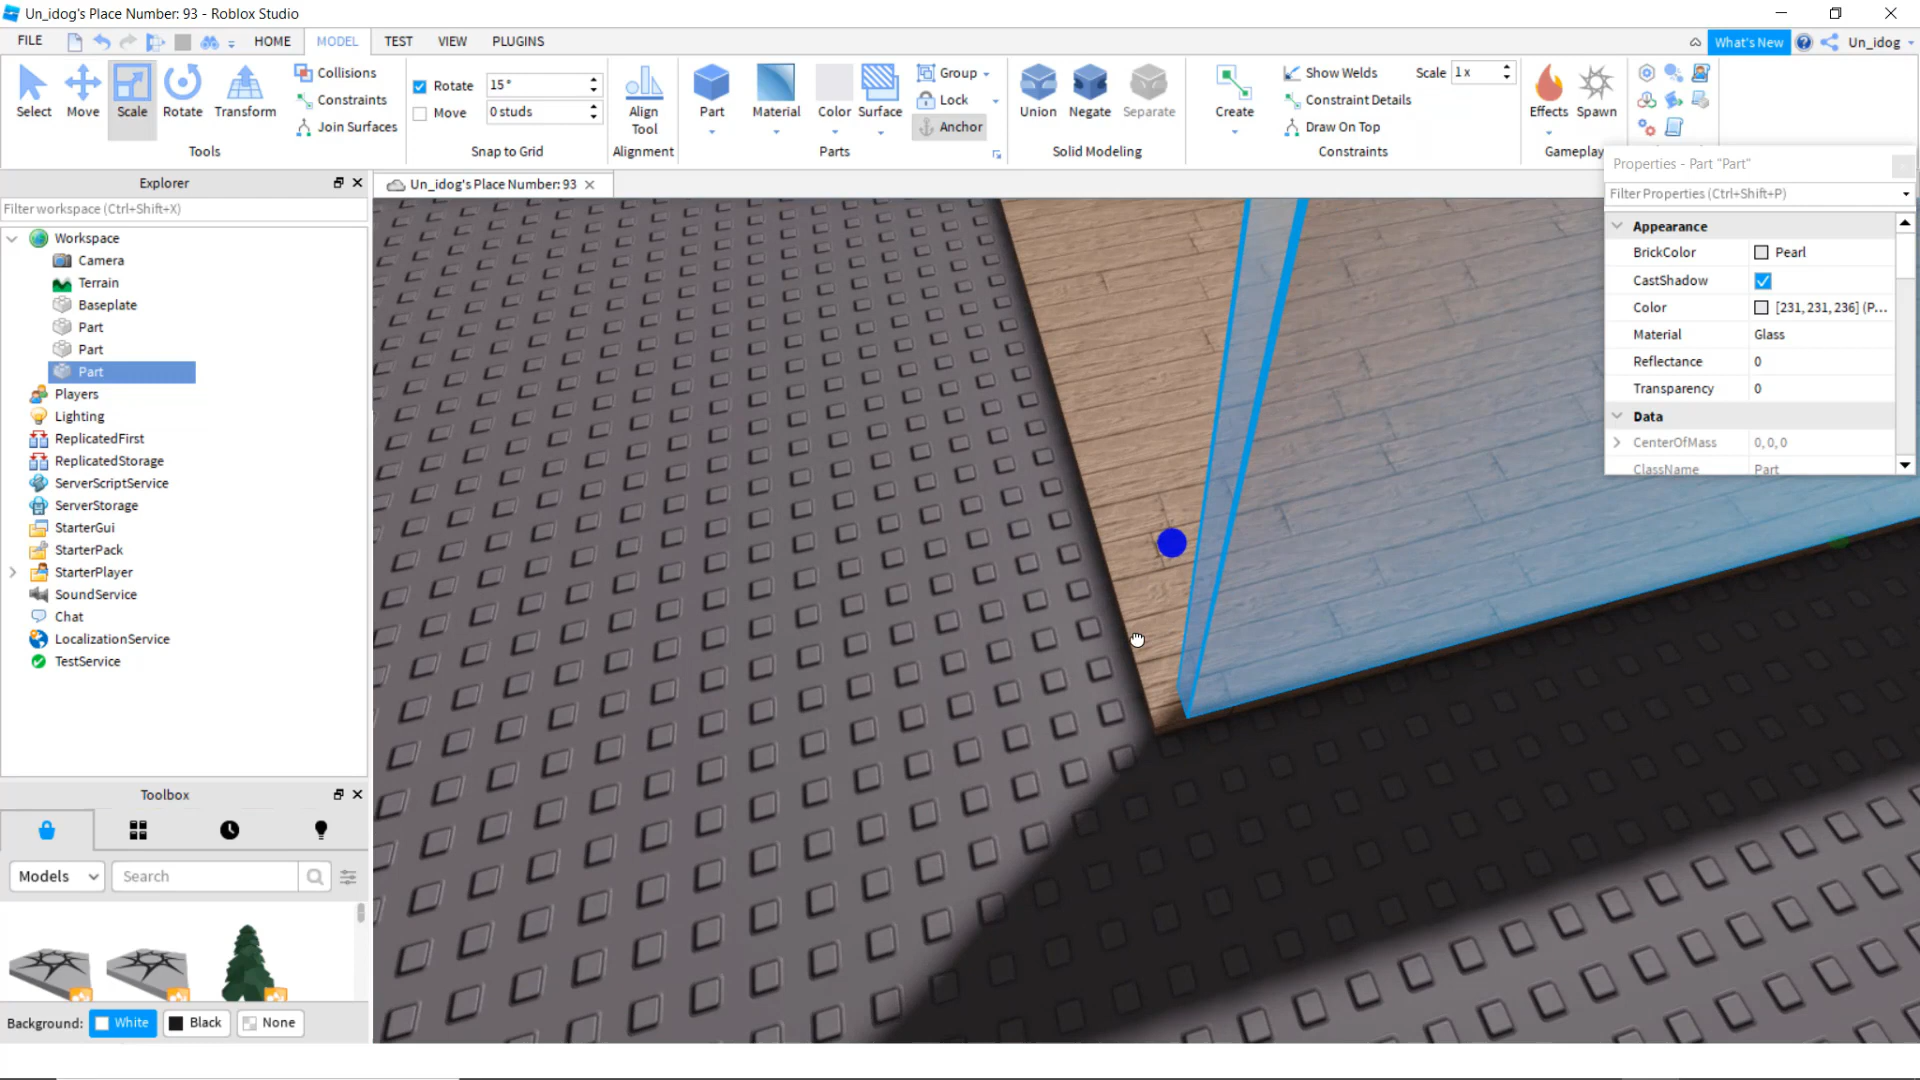 Un_idog's Place Number: 93 - Roblox Studio
FILE
HOME
MODEL
TEST
VIEW
PLUGINS
What's New
Un_idog
Select
Move
Scale
Rotate
Transform
Collisions
Constraints
Join Surfaces
Tools
Rotate
15 °
Move
0 studs
Snap to Grid
Align
Tool
Alignment
Part
Material
Color
Surface
Group
Lock
Anchor
Parts
Union
Negate
Separate
Solid Modeling
Create
Show Welds
Scale
1 x
Constraint Details
Draw On Top
Constraints
Effects
Spawn
Gameplay
Explorer
Filter workspace (Ctrl+Shift+X)
Workspace
Camera
Terrain
Baseplate
Part
Part
Part
Players
Lighting
ReplicatedFirst
ReplicatedStorage
ServerScriptService
ServerStorage
StarterGui
StarterPack
StarterPlayer
SoundService
Chat
LocalizationService
TestService
Un_idog's Place Number: 93
Properties - Part "Part"
Filter Properties (Ctrl+Shift+P)
Appearance
BrickColor
Pearl
CastShadow
Color
[231, 231, 236] (P...
Material
Glass
Reflectance
0
Transparency
0
Data
CenterOfMass
0, 0, 0
ClassName
Part
Toolbox
Models
Search
Background:
White
Black
None